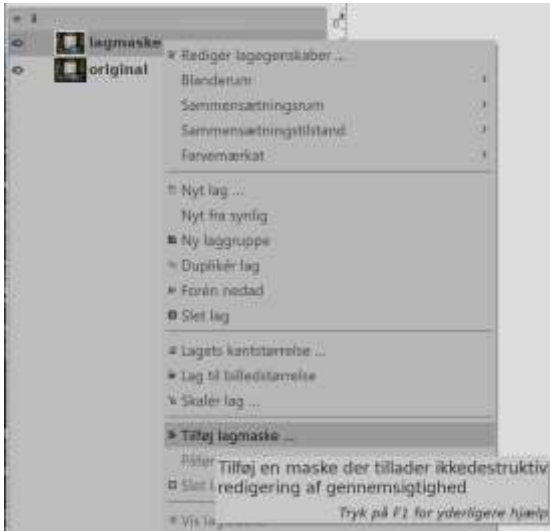 lagmaske
original
Redigér lagegenskaber ...
Blanderum
Sammensætningsrum
Sammensætningstilstand
Farvemærkat
Nyt lag ...
Nyt fra synlig
Ny laggruppe
Duplikér lag
Forén nedad
Slet lag
Lagets kantstørrelse ...
Lag til billedstørrelse
Skaler lag ...
Tilføj lagmaske ...
Tilføj en maske der tillader ikkedestruktiv
redigering af gennemsigtighed
Tryk på F1 for yderligere hjælp
Vis